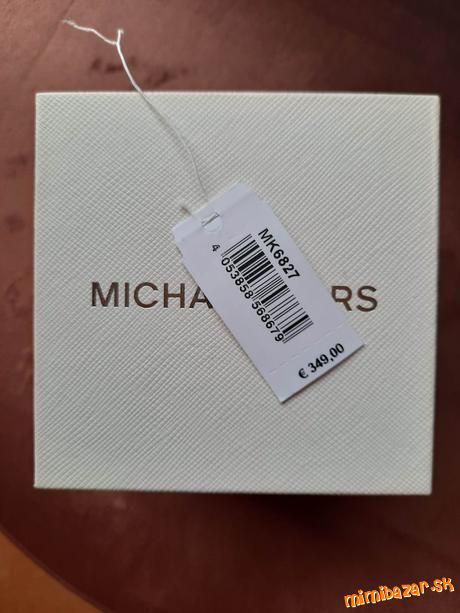 MICHA RS
MK6827
4 053858 568679
€ 349,00
mimibazar.sk